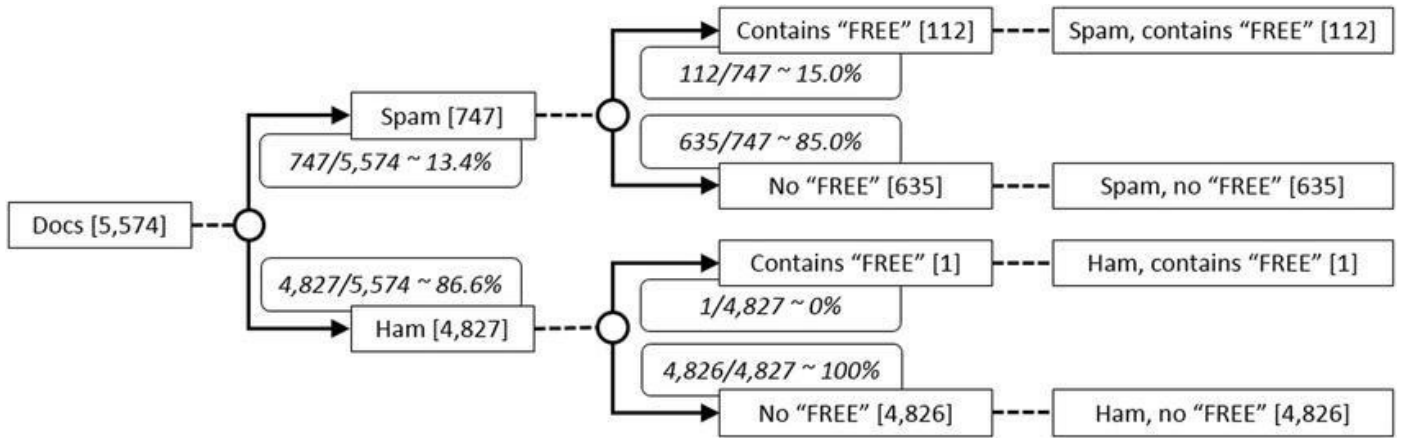 Contains “FREE” [112]
Spam, contains “FREE” [112]
112/747 ~ 15.0%
Spam [747]
747/5,574 ~ 13.4%
635/747 ~ 85.0%
No “FREE” [635]
Spam, no “FREE” [635]
Docs [5,574]
4,827/5,574 ~ 86.6%
Ham [4,827]
Contains “FREE” [1]
Ham, contains “FREE” [1]
1/4,827 ~ 0%
4,826/4,827 ~ 100%
No “FREE” [4,826]
Ham, no “FREE” [4,826]